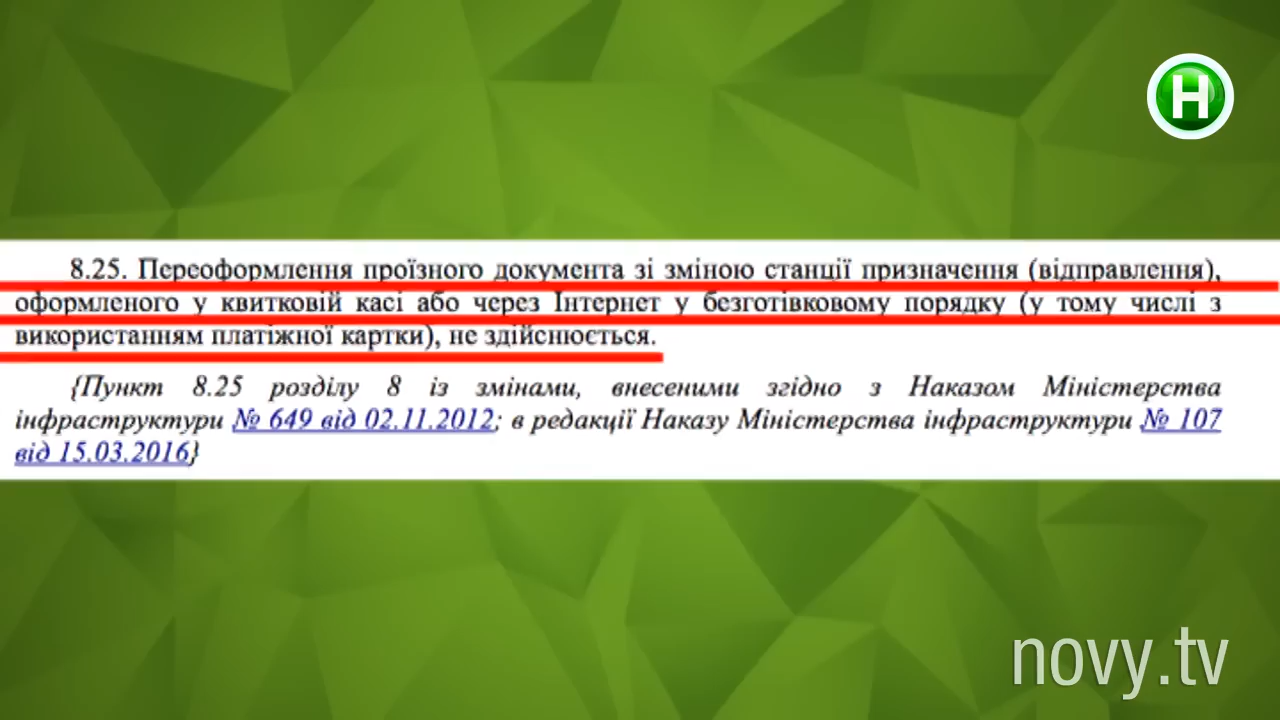 Н
8.25. Переоформлення проїзного документа зі зміною станції призначення (відправлення),
оформленого у квитковій касі або через Інтернет у безготівковому порядку (у тому числі з
використанням платіжної картки), не здійснюється.
{Пункт 8.25 розділу 8 із змінами, внесеними згідно з Наказом Міністерства
інфраструктури № 649 від 02.11.2012; в редакції Наказу Міністерства інфраструктури № 107
від 15.03.2016}
novy.tv